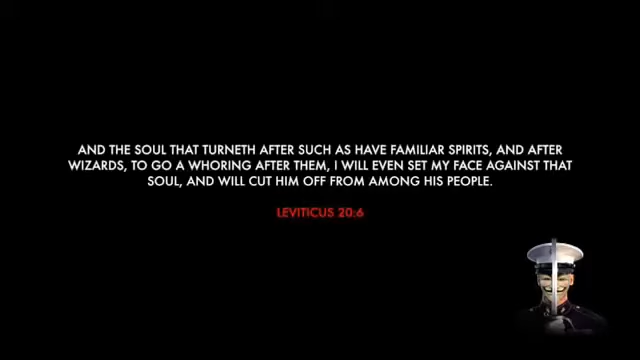 AND THE SOUL THAT TURNETH AFTER SUCH AS HAVE FAMILIAR SPIRITS, AND AFTER
WIZARDS, TO GO A WHORING AFTER THEM, I WILL EVEN SET MY FACE AGAINST THAT
SOUL, AND WILL CUT HIM OFF FROM AMONG HIS PEOPLE.
LEVITICUS 20:6